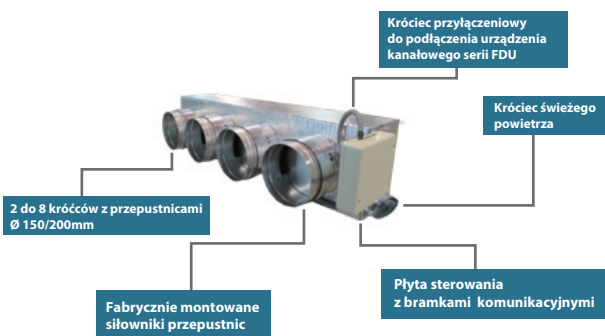 Króciec przyłączeniowy
do podłączenia urządzenia
kanałowego serii FDU
Króciec świeżego
powietrza
2 do 8 króćców z przepustnicami
Ø 150/200mm
Płyta sterowania
z bramkami komunikacyjnymi
Fabrycznie montowane
siłowniki przepustnic